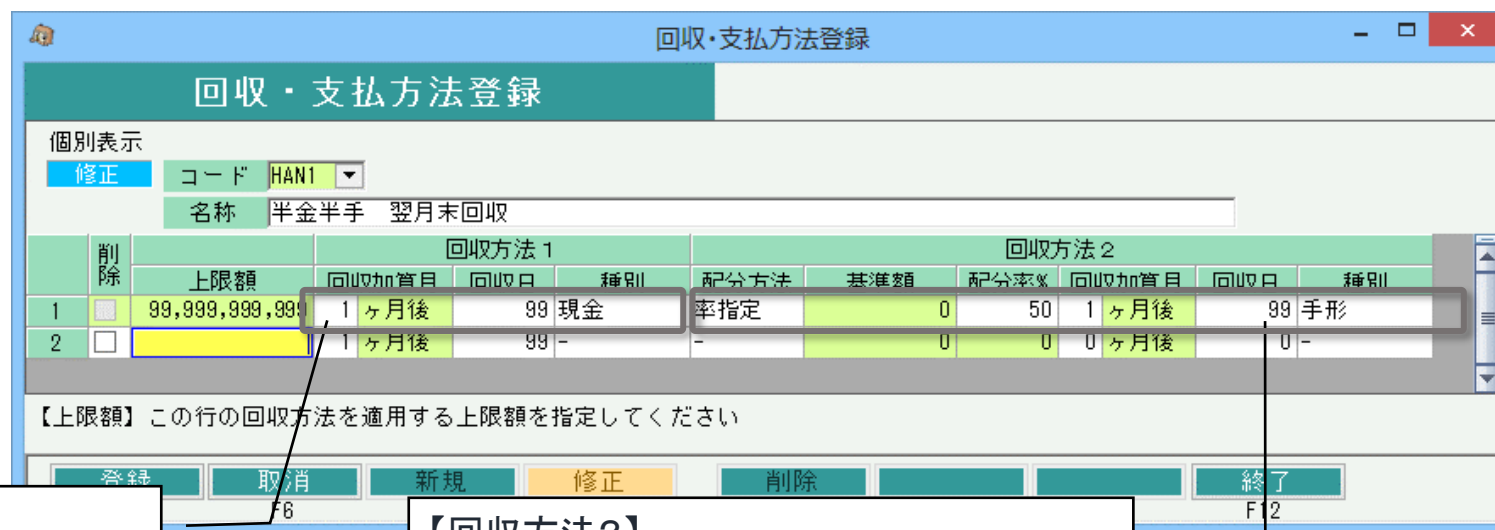 回収・支払方法登録
回収・支払方法登録
個別表示
修正 コード HAN1
名称 半金半手 翌月末回収
削除 上限額 回収方法1 回収方法2
回収加算月 回収日 種別 配分方法 基準額 配分率% 回収加算月 回収日 種別
1 99,999,999,999 1 ヶ月後 99 現金 率指定 0 50 1 ヶ月後 99 手形
2 1 ヶ月後 99 - - 0 0 0 ヶ月後 0 -
【上限額】この行の回収方法を適用する上限額を指定してください
登録 取消 新規 修正 削除 終了
F6 F12
【回収方法2】